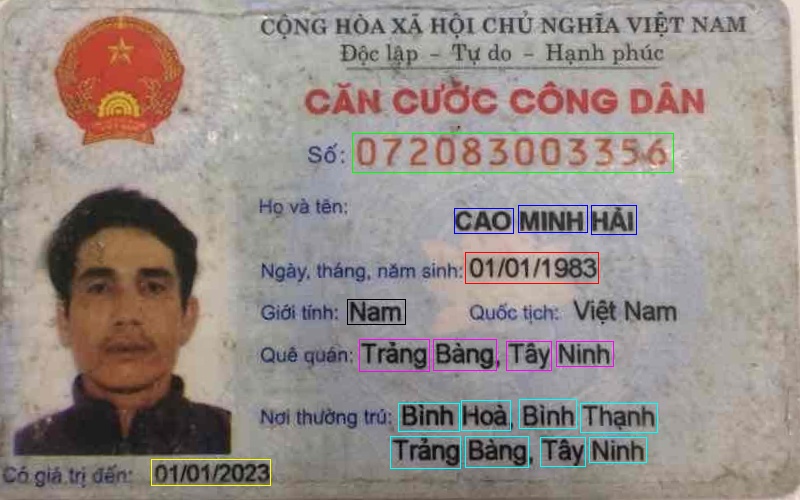 CỘNG HÒA XÃ HỘI CHỦ NGHĨA VIỆT NAM
Độc lập - Tự do - Hạnh phúc
CĂN CƯỚC CÔNG DÂN
Số: 072083003356
Họ và tên:
CAO MINH HẢI
Ngày, tháng, năm sinh: 01/01/1983
Giới tính: Nam Quốc tịch: Việt Nam
Quê quán: Trảng Bàng, Tây Ninh
Nơi thường trú: Bình Hoà, Bình Thạnh
Trảng Bàng, Tây Ninh
Có giá trị đến: 01/01/2023